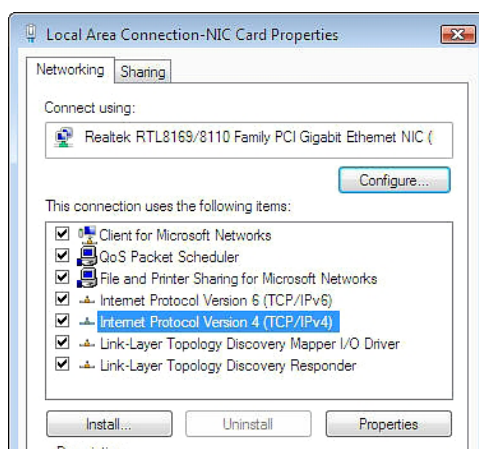 Local Area Connection-NIC Card Properties
Networking
Sharing
Connect using:
Realtek RTL8169/8110 Family PCI Gigabit Ethernet NIC (
Configure...
This connection uses the following items:
Client for Microsoft Networks
QoS Packet Scheduler
File and Printer Sharing for Microsoft Networks
Internet Protocol Version 6 (TCP/IPv6)
Internet Protocol Version 4 (TCP/IPv4)
Link-Layer Topology Discovery Mapper I/O Driver
Link-Layer Topology Discovery Responder
Install...
Uninstall
Properties